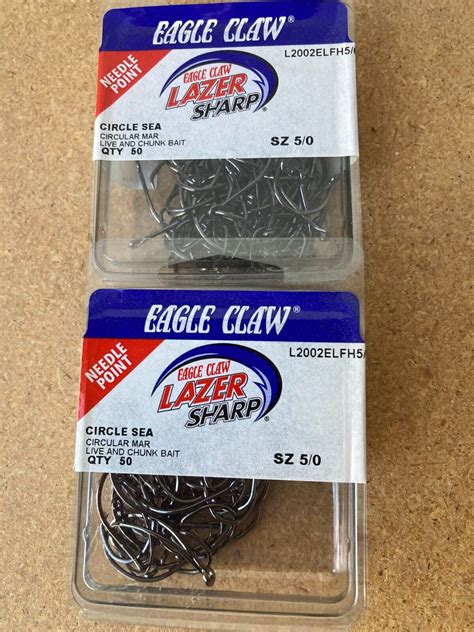 EAGLE CLAW®
L2002ELFH5/
NEEDLE
POINT
EAGLE CLAW
LAZER
SHARP®
CIRCLE SEA
CIRCULAR MAR
LIVE AND CHUNK BAIT
QTY 50
SZ 5/0
EAGLE CLAW®
L2002ELFH5/
NEEDLE
POINT
EAGLE CLAW
LAZER
SHARP®
CIRCLE SEA
CIRCULAR MAR
LIVE AND CHUNK BAIT
QTY 50
SZ 5/0